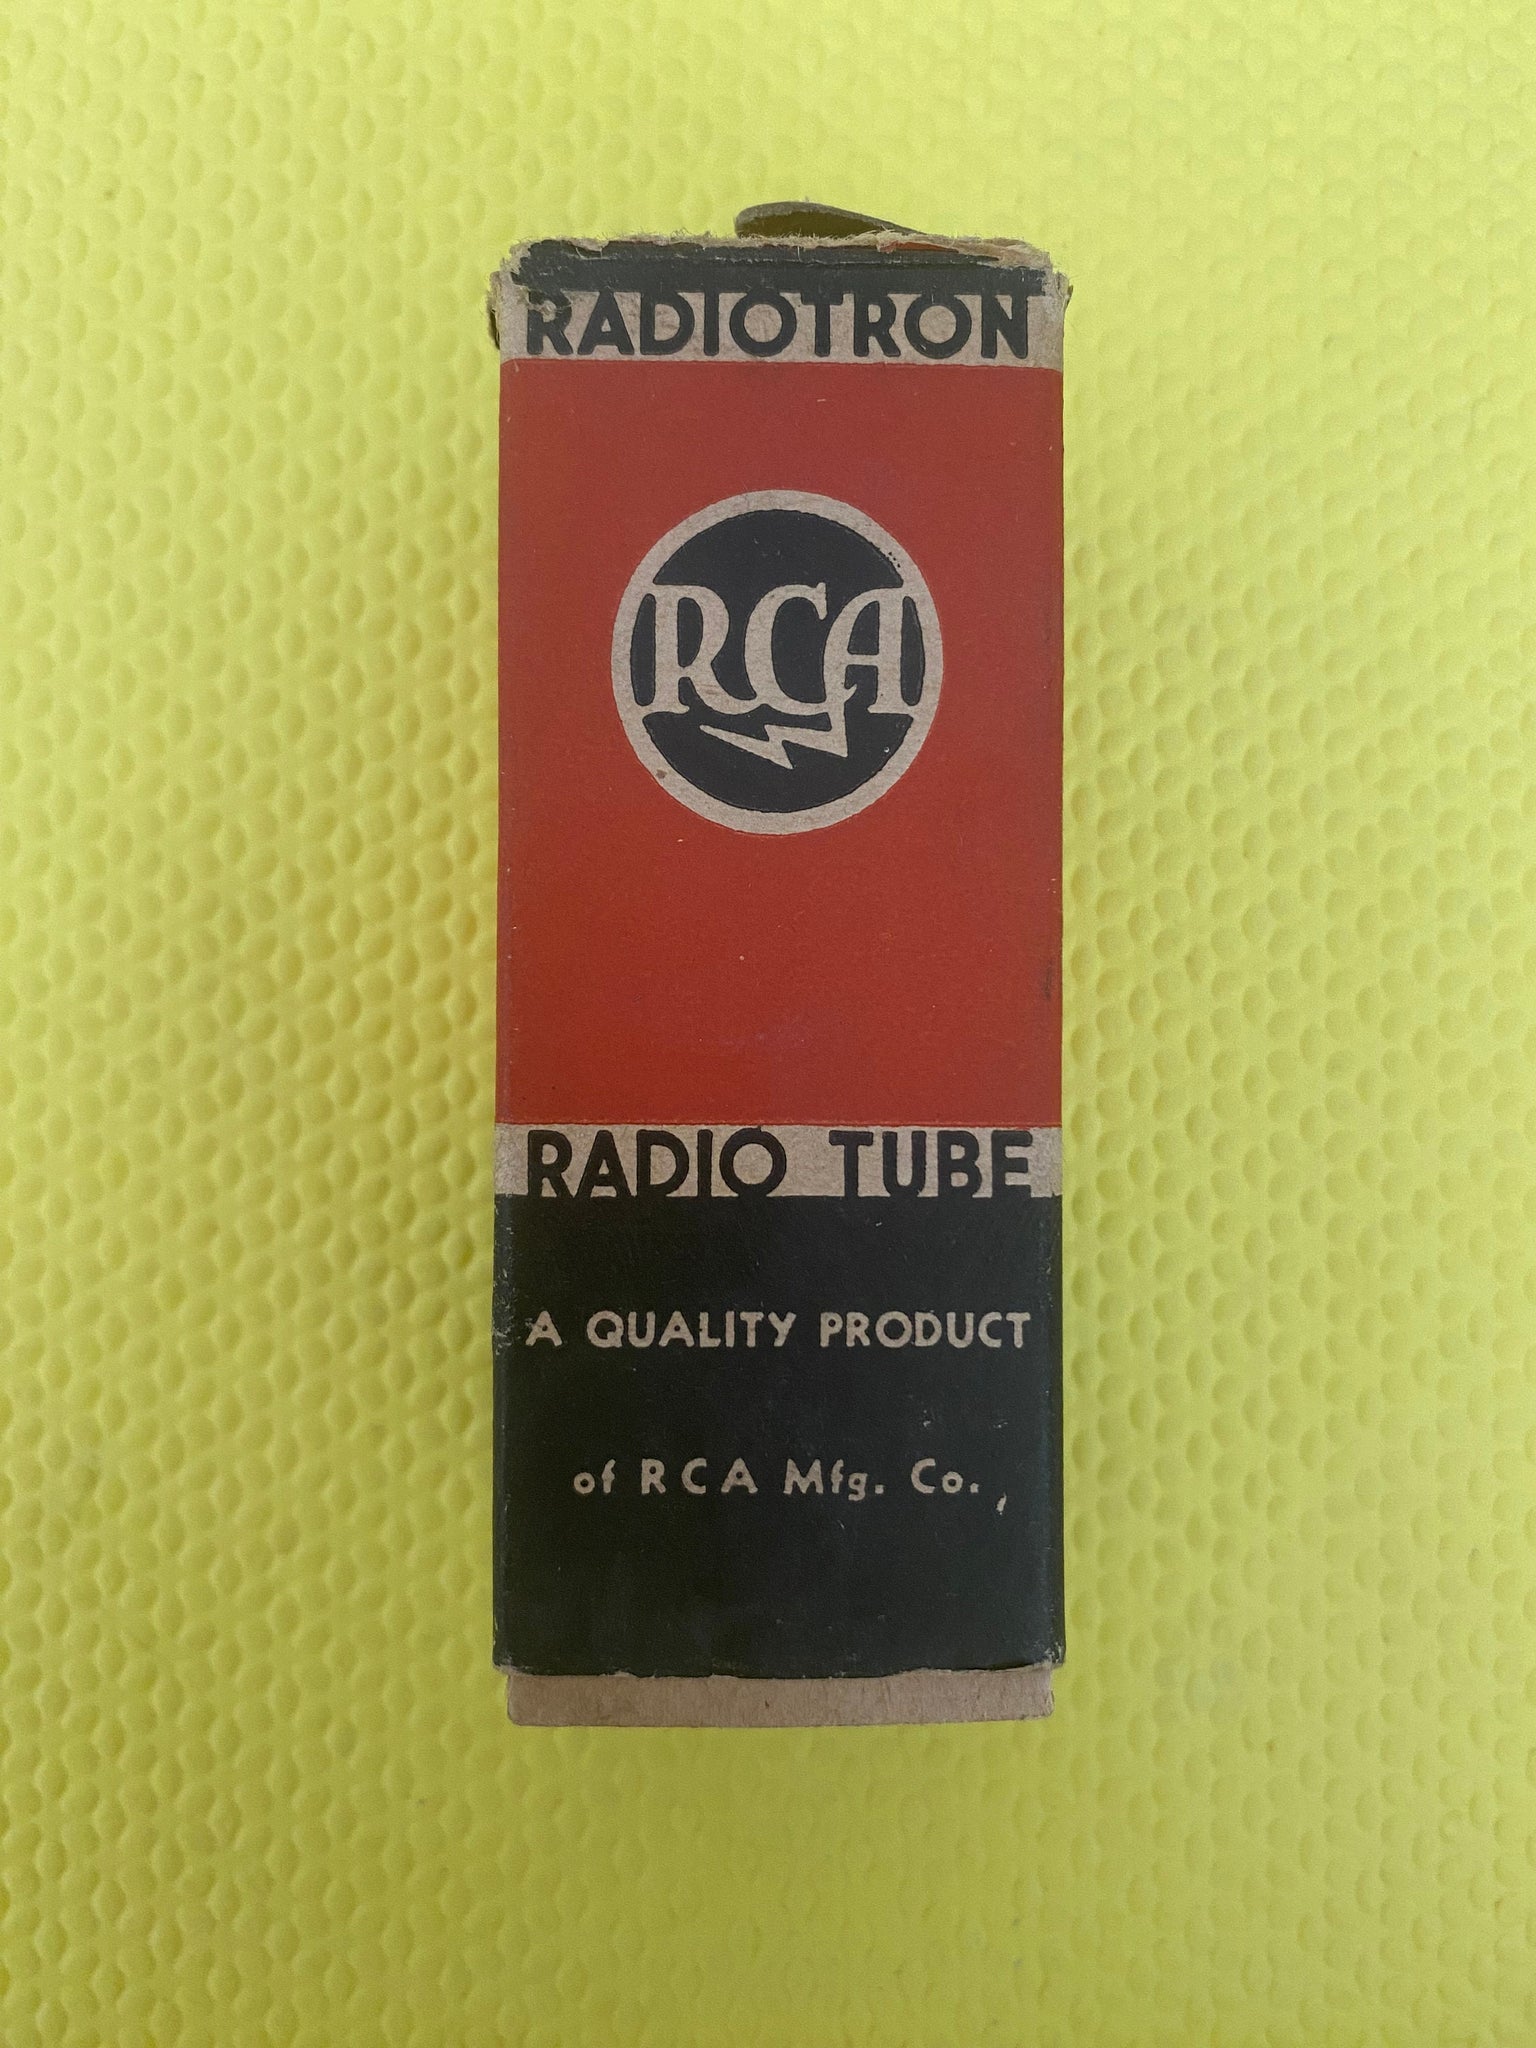 RADIOTRON
RCA
RADIO TUBE
A QUALITY PRODUCT
of RCA Mfg. Co.